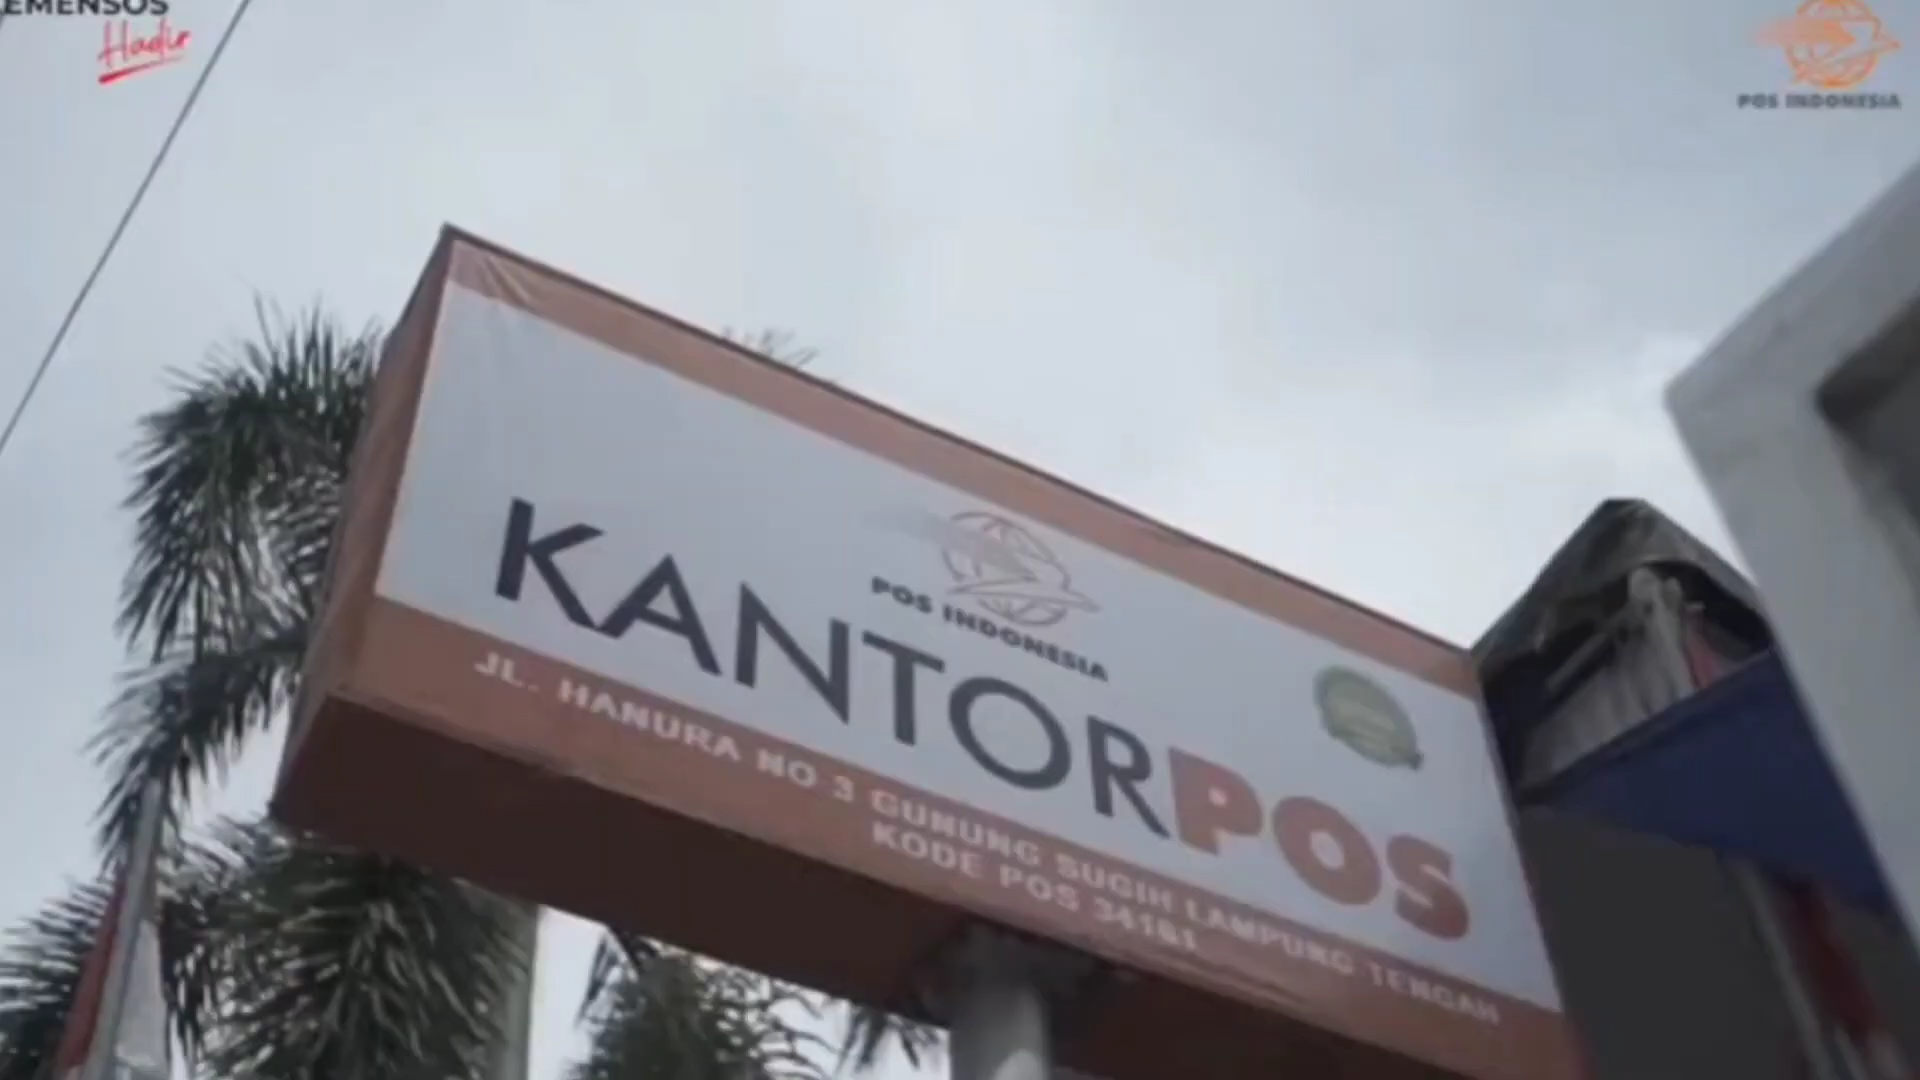 EMENSOS
Hadir
POS INDONESIA
POS INDONESIA
KANTORPOS
JL. HANURA NO 3 GUNUNG SUGIH LAMPUNG TENGAH
KODE POS 34161